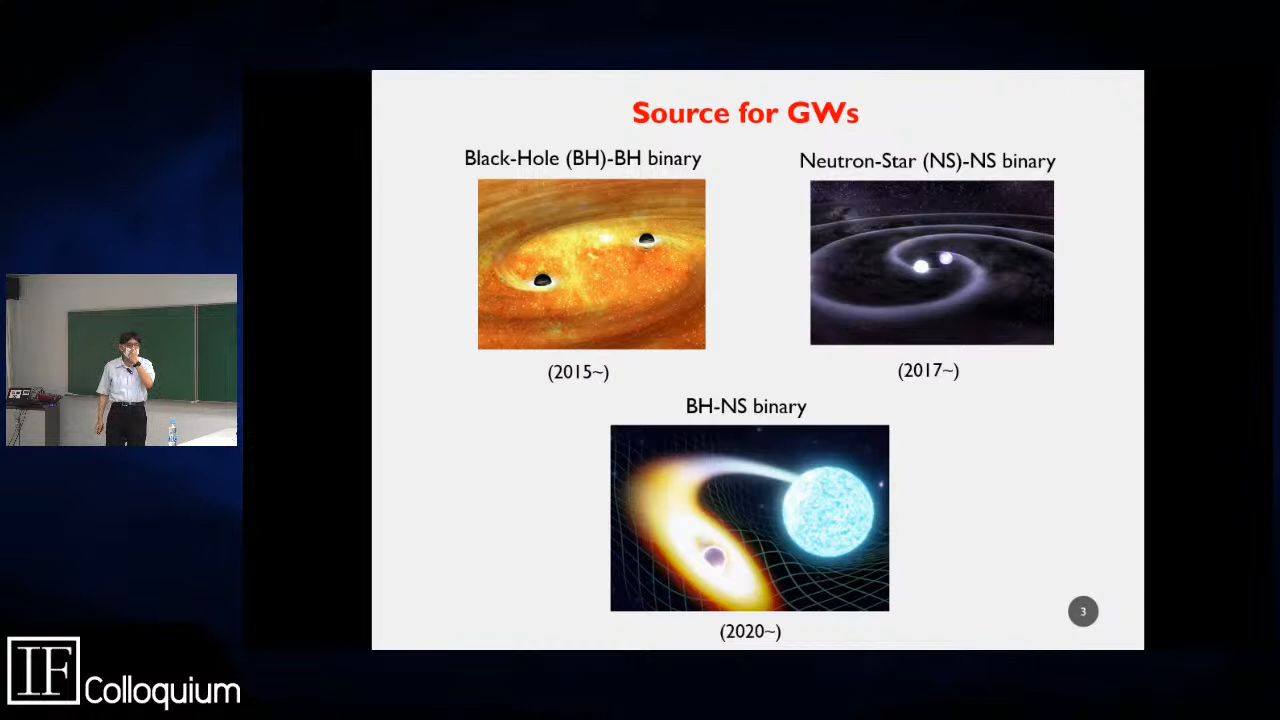 Source for GWs
Black-Hole (BH)-BH binary
Neutron-Star (NS)-NS binary
(2015~)
(2017~)
BH-NS binary
(2020~)
3
IF
Colloquium